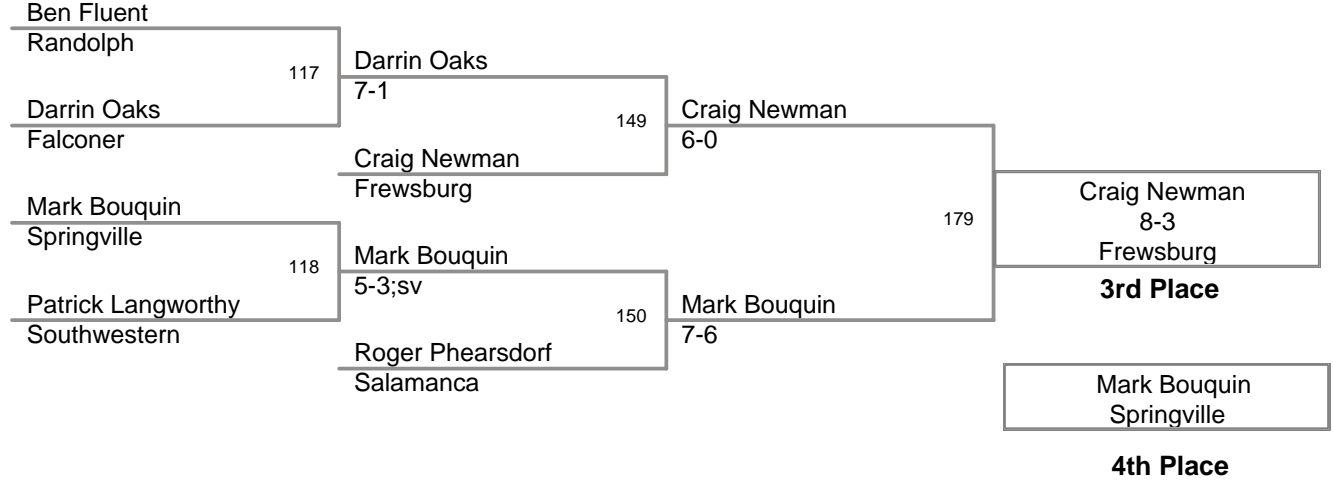 Ben Fluent
Randolph
117
Darrin Oaks
7-1
Darrin Oaks
Falconer
149
Craig Newman
6-0
Craig Newman
Frewsburg
Mark Bouquin
Springville
179
Craig Newman
8-3
Frewsburg
3rd Place
118
Mark Bouquin
5-3;sv
Patrick Langworthy
Southwestern
150
Mark Bouquin
7-6
Roger Phearsdorf
Salamanca
Mark Bouquin
Springville
4th Place